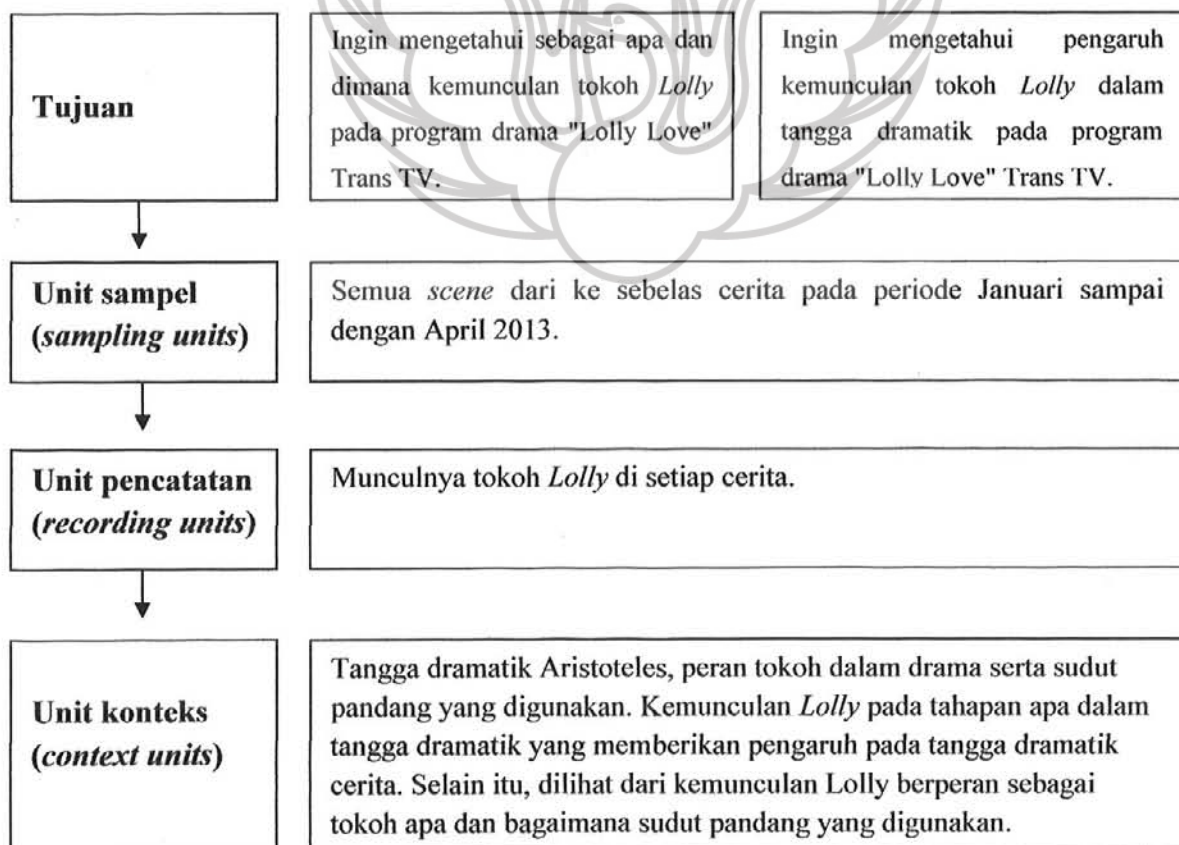 Tujuan
Ingin mengetahui sebagai apa dan
dimana kemunculan tokoh Lolly
pada program drama "Lolly Love"
Trans TV.
Ingin mengetahui pengaruh
kemunculan tokoh Lolly dalam
tangga dramatik pada program
drama "Lolly Love" Trans TV.
Unit sampel
(sampling units)
Semua scene dari ke sebelas cerita pada periode Januari sampai
dengan April 2013.
Unit pencatatan
(recording units)
Munculnya tokoh Lolly di setiap cerita.
Unit konteks
(context units)
Tangga dramatik Aristoteles, peran tokoh dalam drama serta sudut
pandang yang digunakan. Kemunculan Lolly pada tahapan apa dalam
tangga dramatik yang memberikan pengaruh pada tangga dramatik
cerita. Selain itu, dilihat dari kemunculan Lolly berperan sebagai
tokoh apa dan bagaimana sudut pandang yang digunakan.